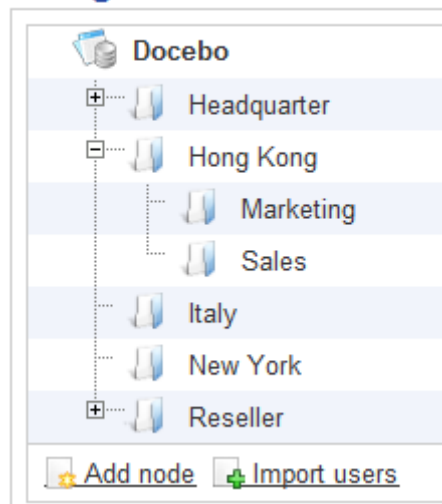 Docebo
Headquarter
Hong Kong
Marketing
Sales
Italy
New York
Reseller
Add node Import users